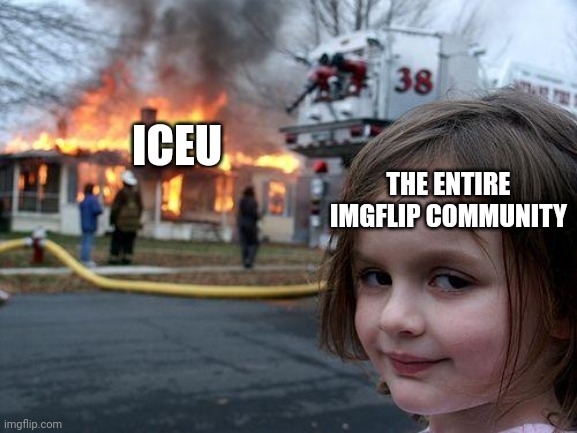 38
ICEU
THE ENTIRE
IMGFLIP COMMUNITY
imgflip.com